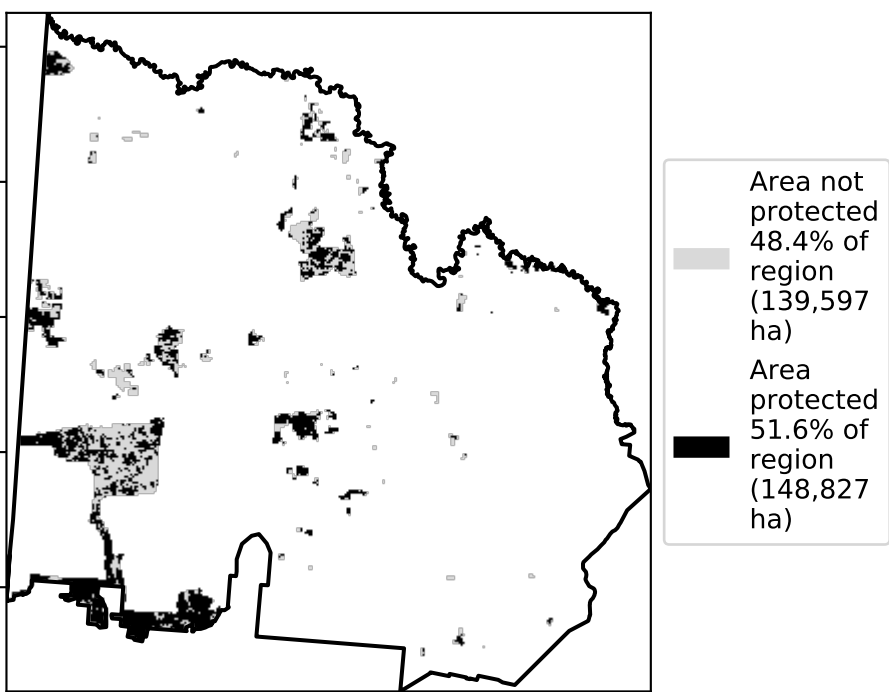 Area not
protected
48.4% of
region
(139,597
ha)
Area
protected
51.6% of
region
(148,827
ha)